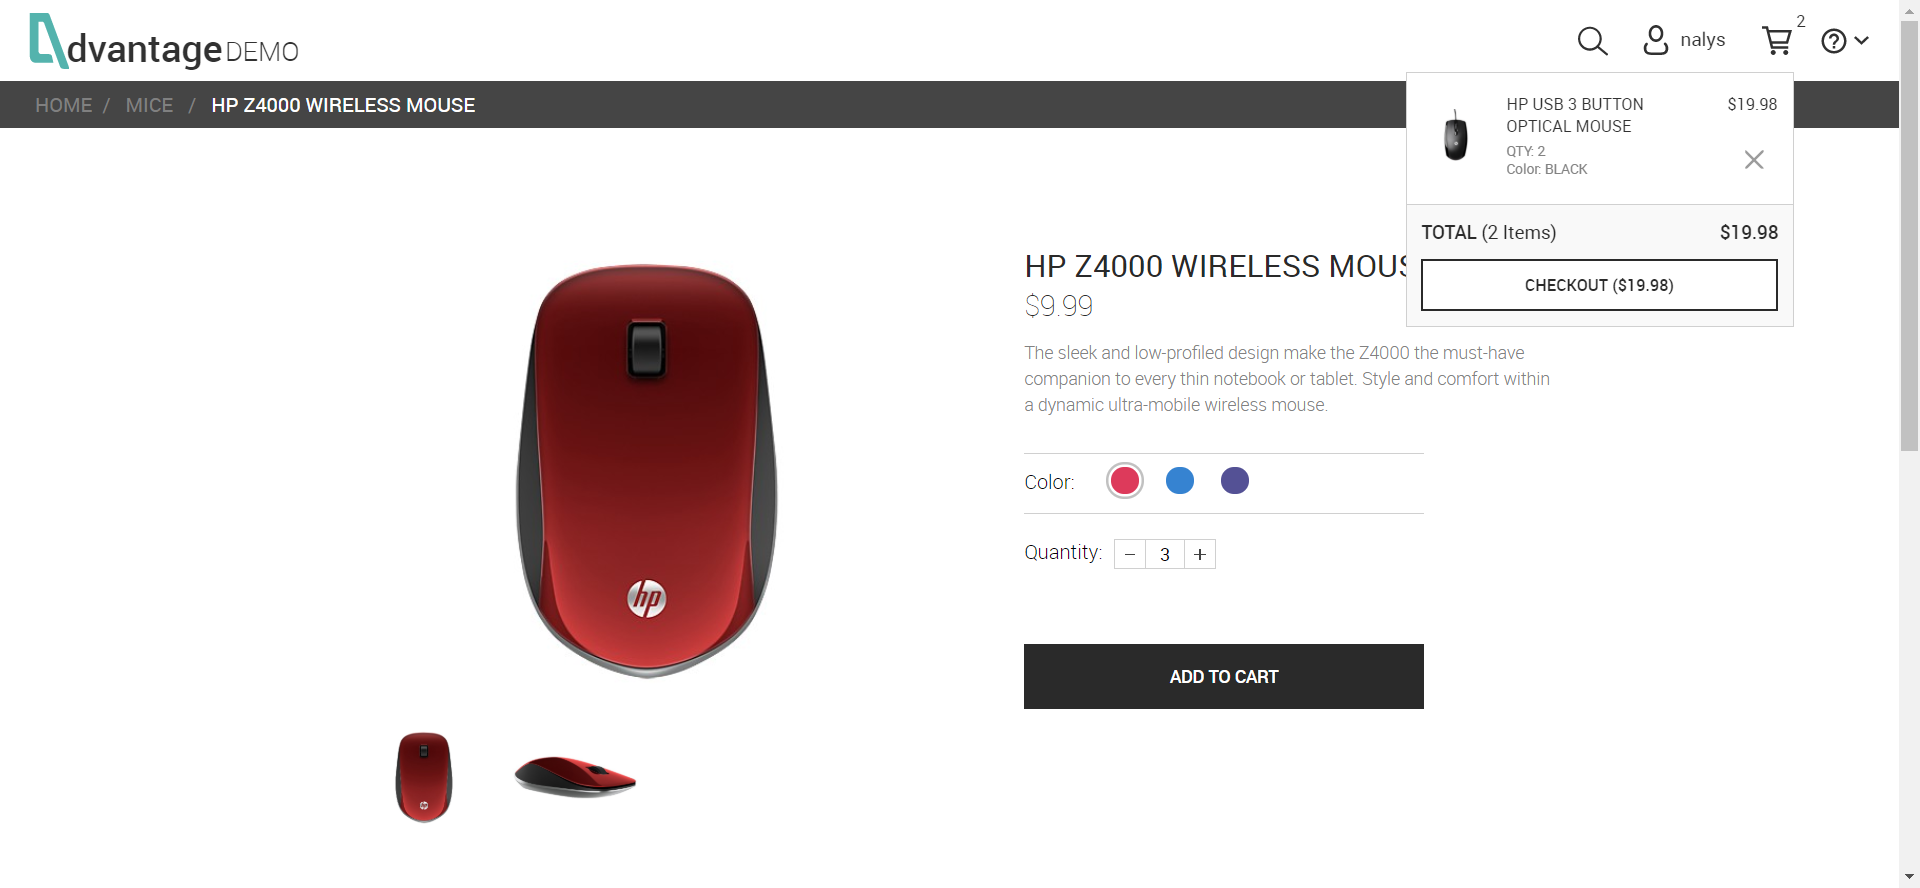 dvantage DEMO
nalys
2
HOME / MICE / HP Z4000 WIRELESS MOUSE
HP USB 3 BUTTON
OPTICAL MOUSE
$19.98
QTY: 2
Color: BLACK
TOTAL (2 Items)
$19.98
CHECKOUT ($19.98)
HP Z4000 WIRELESS MOUS
$9.99
The sleek and low-profiled design make the Z4000 the must-have
companion to every thin notebook or tablet. Style and comfort within
a dynamic ultra-mobile wireless mouse.
Color:
Quantity: − 3 +
ADD TO CART
hp
hp